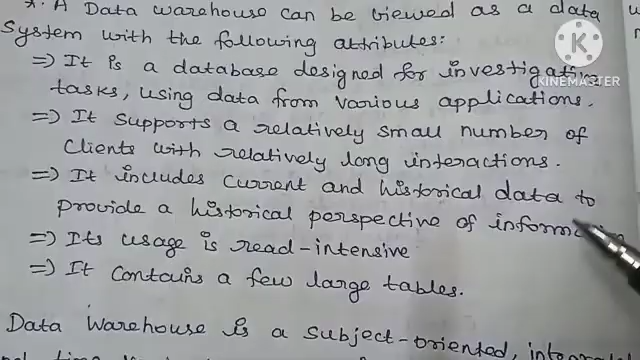 *. A Data warehouse can be viewed as a data
System with the following attributes:
⇒ It is a database designed for investigative
tasks, using data from various applications.
⇒ It supports a relatively small number of
Clients with relatively long interactions.
⇒ It includes current and historical data to
provide a historical perspective of
⇒ Its usage is read-intensive
⇒ It contains a few large tables.
Data Warehouse is a subject-oriented,
KINEMASTER